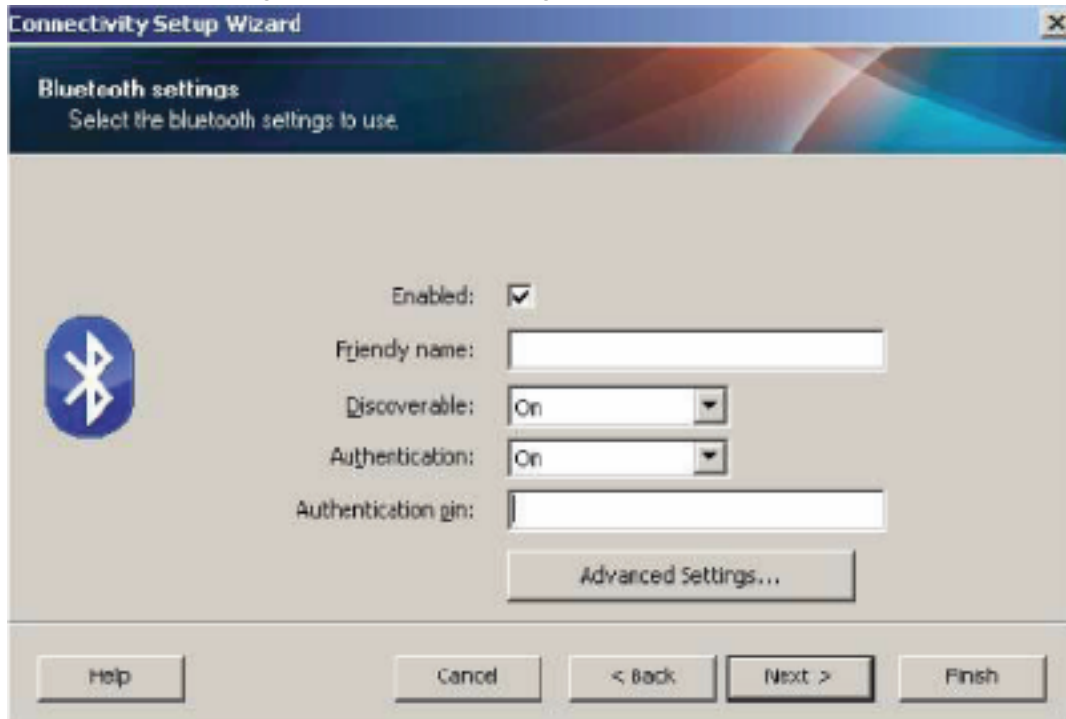 Connectivity Setup Wizard
Bluetooth settings
Select the bluetooth settings to use.
Enabled:
Friendly name:
Discoverable: On
Authentication: On
Authentication pin:
Advanced Settings...
Help Cancel < Back Next > Finish